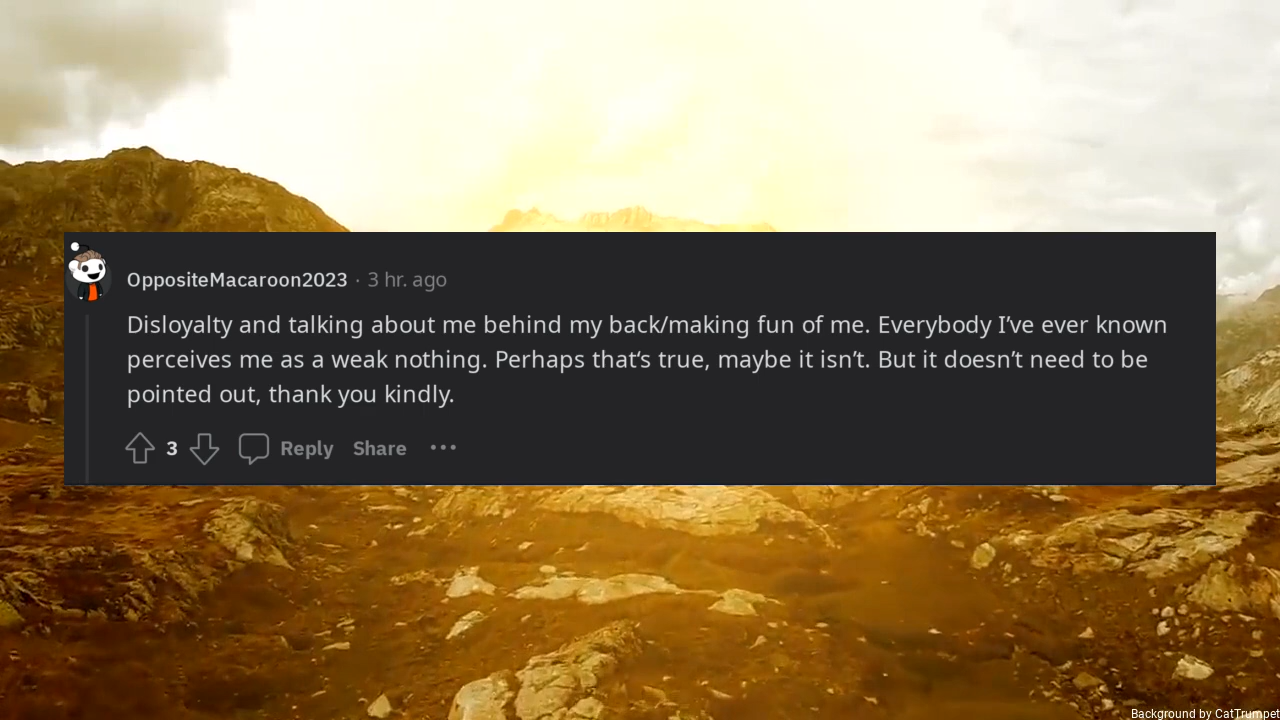 OppositeMacaroon2023 · 3 hr. ago
Disloyalty and talking about me behind my back/making fun of me. Everybody I’ve ever known
perceives me as a weak nothing. Perhaps that‘s true, maybe it isn’t. But it doesn’t need to be
pointed out, thank you kindly.
3 Reply Share ···
Background by CatTrumpet